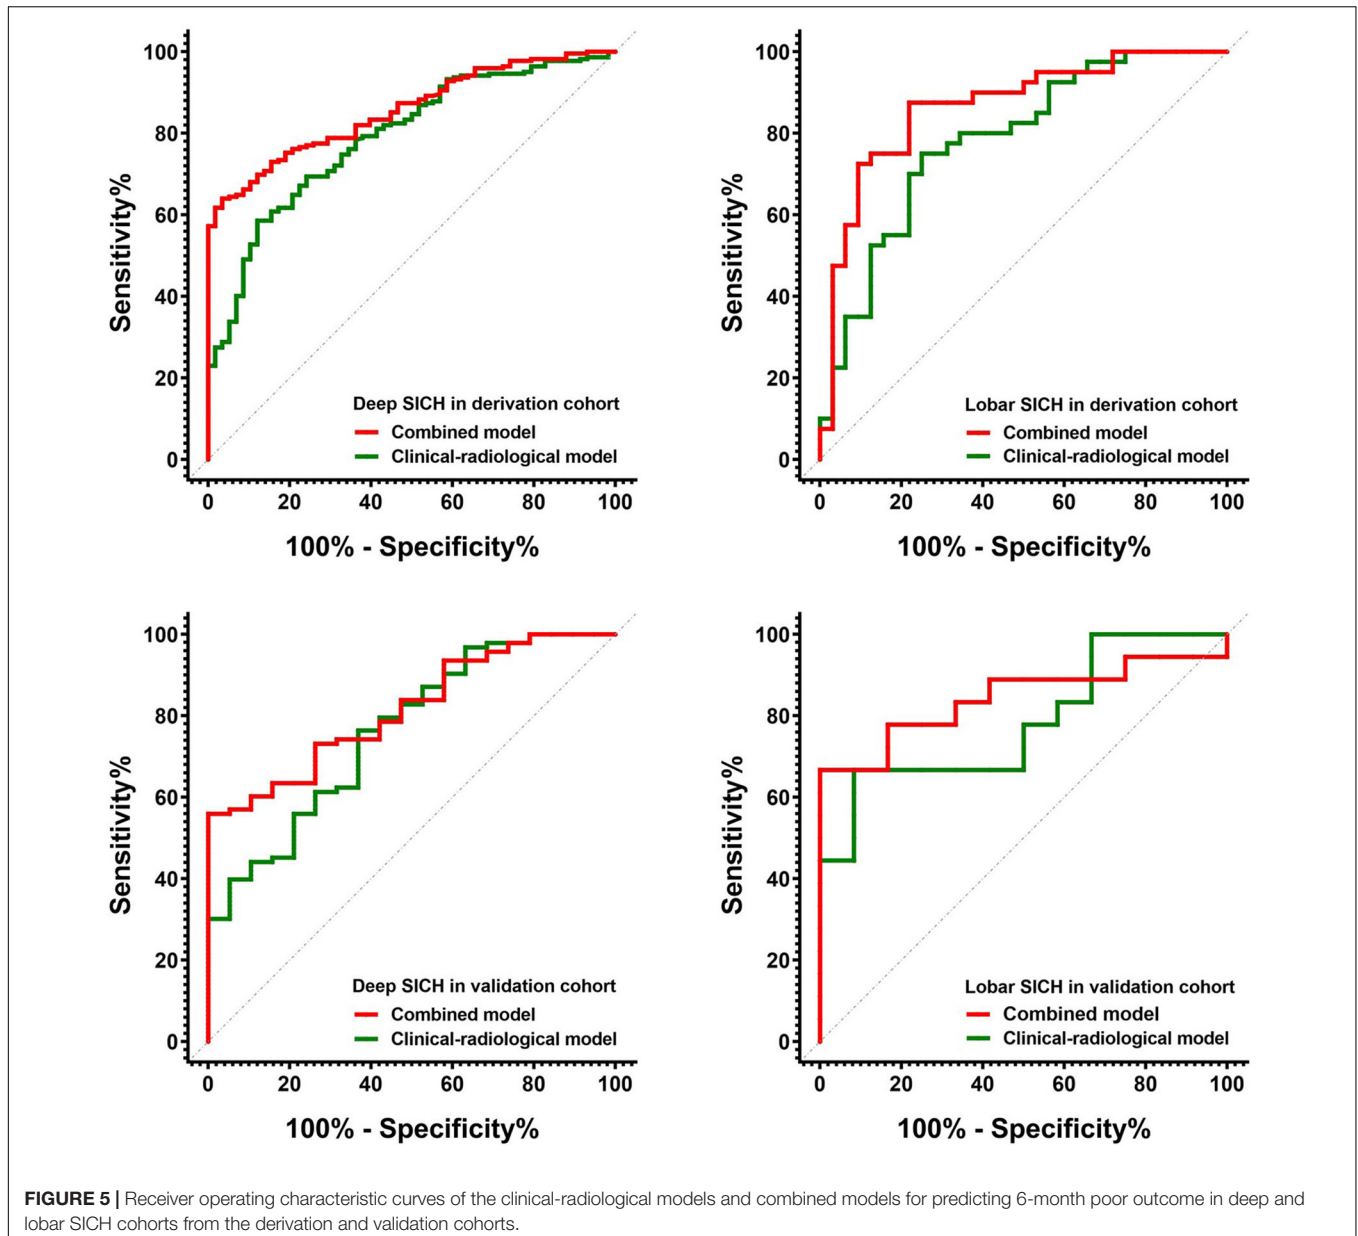 100
80
60
40
20
0
Sensitivity%
Deep SICH in derivation cohort
Combined model
Clinical-radiological model
0 20 40 60 80 100
100% - Specificity%
100
80
60
40
20
0
Sensitivity%
Lobar SICH in derivation cohort
Combined model
Clinical-radiological model
0 20 40 60 80 100
100% - Specificity%
100
80
60
40
20
0
Sensitivity%
Deep SICH in validation cohort
Combined model
Clinical-radiological model
0 20 40 60 80 100
100% - Specificity%
100
80
60
40
20
0
Sensitivity%
Lobar SICH in validation cohort
Combined model
Clinical-radiological model
0 20 40 60 80 100
100% - Specificity%
FIGURE 5 | Receiver operating characteristic curves of the clinical-radiological models and combined models for predicting 6-month poor outcome in deep and
lobar SICH cohorts from the derivation and validation cohorts.